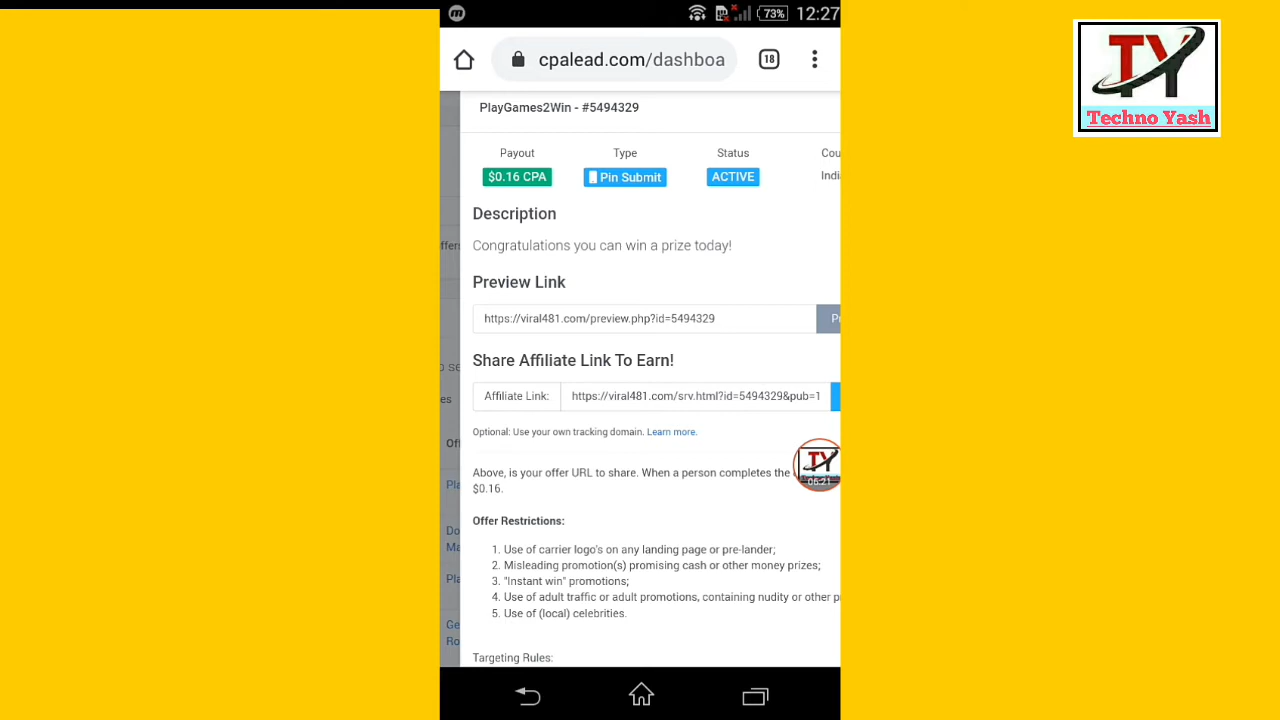 73% 12:27
TY
Techno Yash
cpalead.com/dashboa
18
PlayGames2Win - #5494329
Payout Type Status Cou
$0.16 CPA Pin Submit ACTIVE India
Description
Congratulations you can win a prize today!
Preview Link
https://viral481.com/preview.php?id=5494329
Share Affiliate Link To Earn!
Affiliate Link: https://viral481.com/srv.html?id=5494329&pub=1
Optional: Use your own tracking domain. Learn more.
Above, is your offer URL to share. When a person completes the
$0.16.
TY
06:21
Offer Restrictions:
1. Use of carrier logo's on any landing page or pre-lander;
2. Misleading promotion(s) promising cash or other money prizes;
3. "Instant win" promotions;
4. Use of adult traffic or adult promotions, containing nudity or other
5. Use of (local) celebrities.
Targeting Rules: